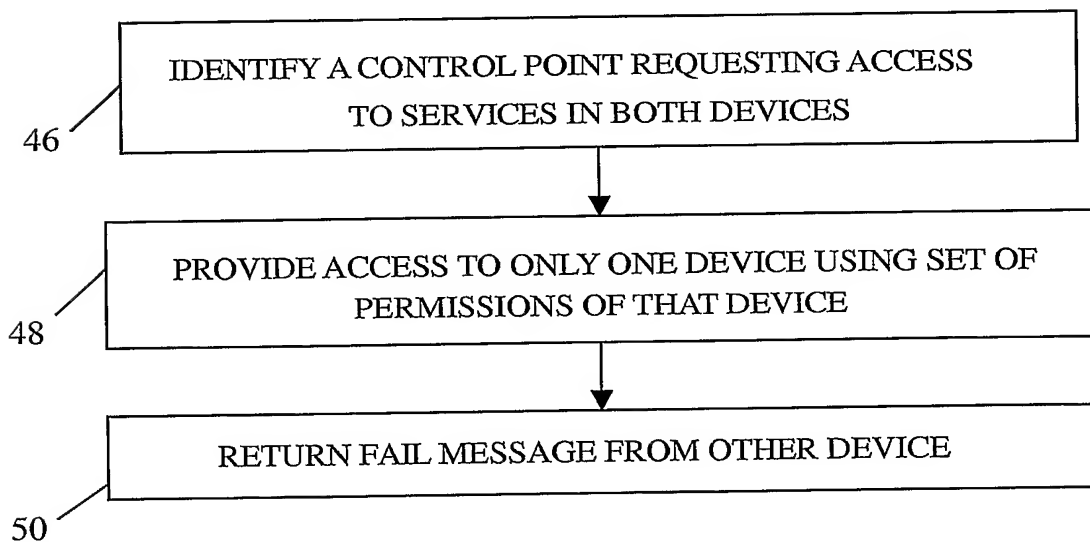 IDENTIFY A CONTROL POINT REQUESTING ACCESS
TO SERVICES IN BOTH DEVICES
46
PROVIDE ACCESS TO ONLY ONE DEVICE USING SET OF
PERMISSIONS OF THAT DEVICE
48
RETURN FAIL MESSAGE FROM OTHER DEVICE
50